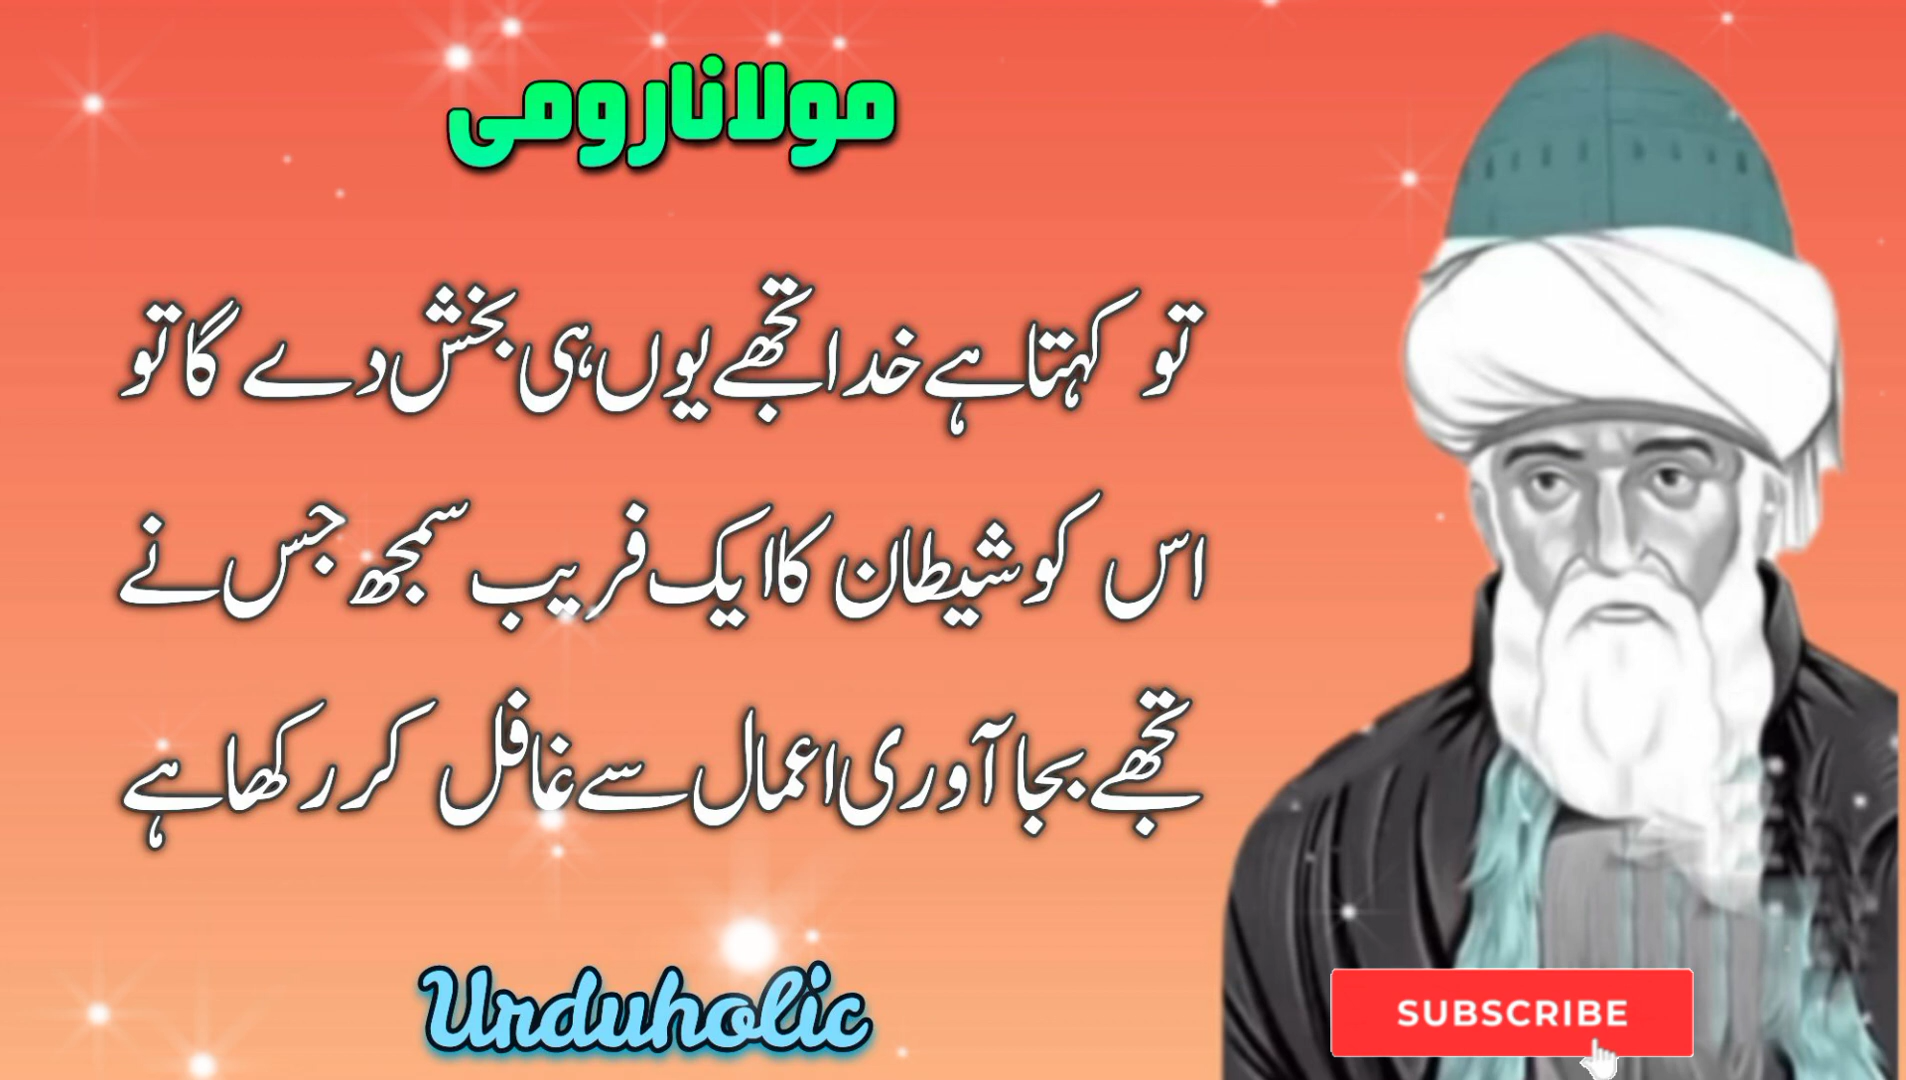 مولانا رومی
تو کہتا ہے خدا تجھے یوں ہی بخش دے گا تو
اس کو شیطان کا ایک فریب سمجھ جس نے
تجھے بجا آوری اعمال سے غافل کر رکھا ہے
Urduholic
SUBSCRIBE